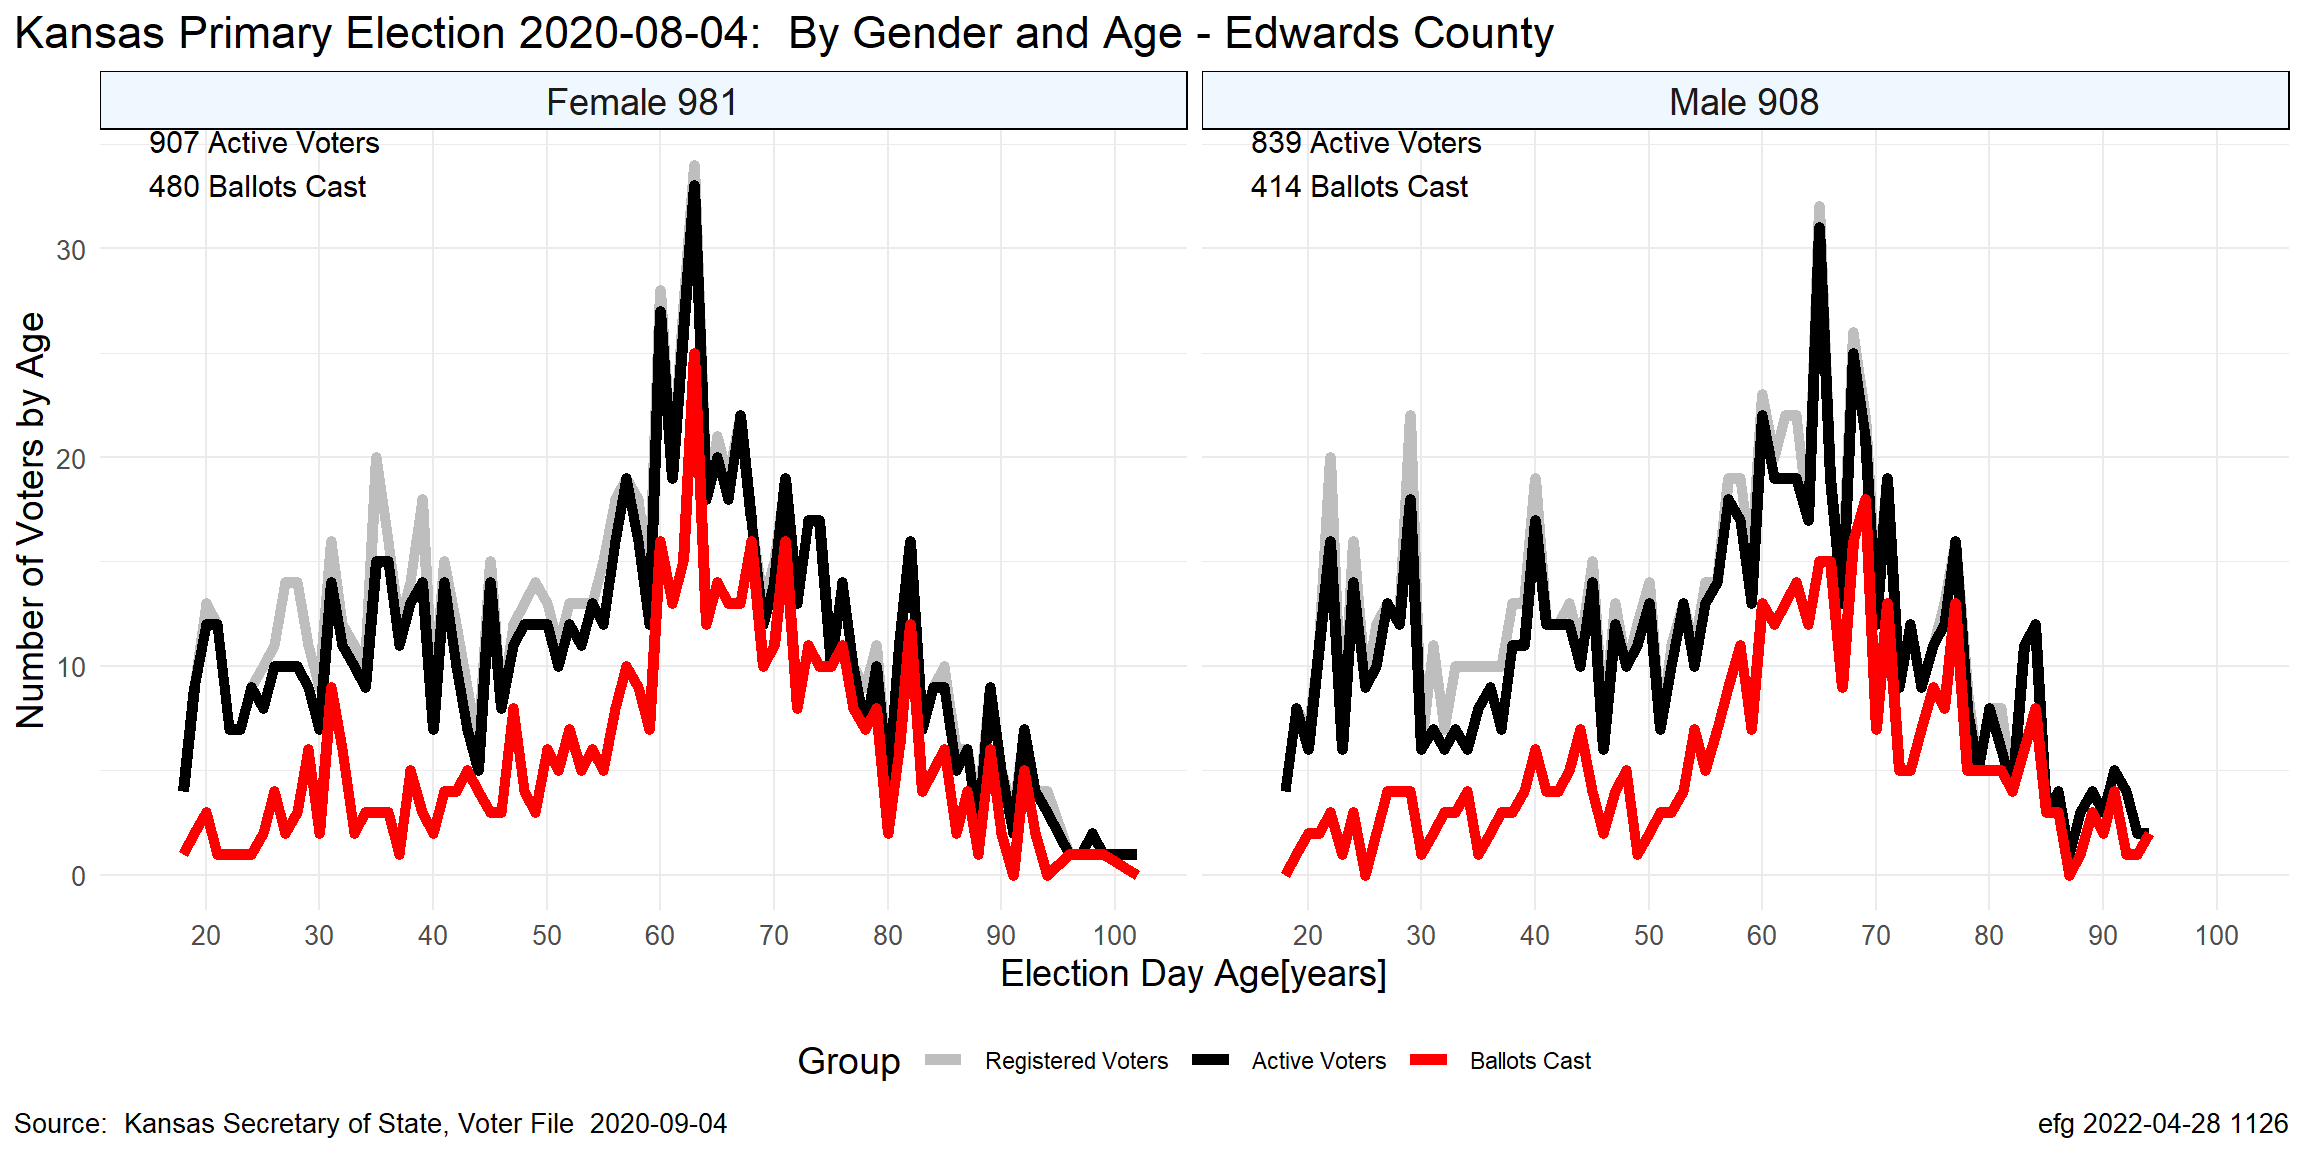 Kansas Primary Election 2020-08-04:  By Gender and Age - Edwards County
Female 981
Male 908
907 Active Voters
480 Ballots Cast
839 Active Voters
414 Ballots Cast
Number of Voters by Age
30
20
10
0
20 30 40 50 60 70 80 90 100
20 30 40 50 60 70 80 90 100
Election Day Age[years]
Group Registered Voters Active Voters Ballots Cast
Source:  Kansas Secretary of State, Voter File  2020-09-04
efg 2022-04-28 1126